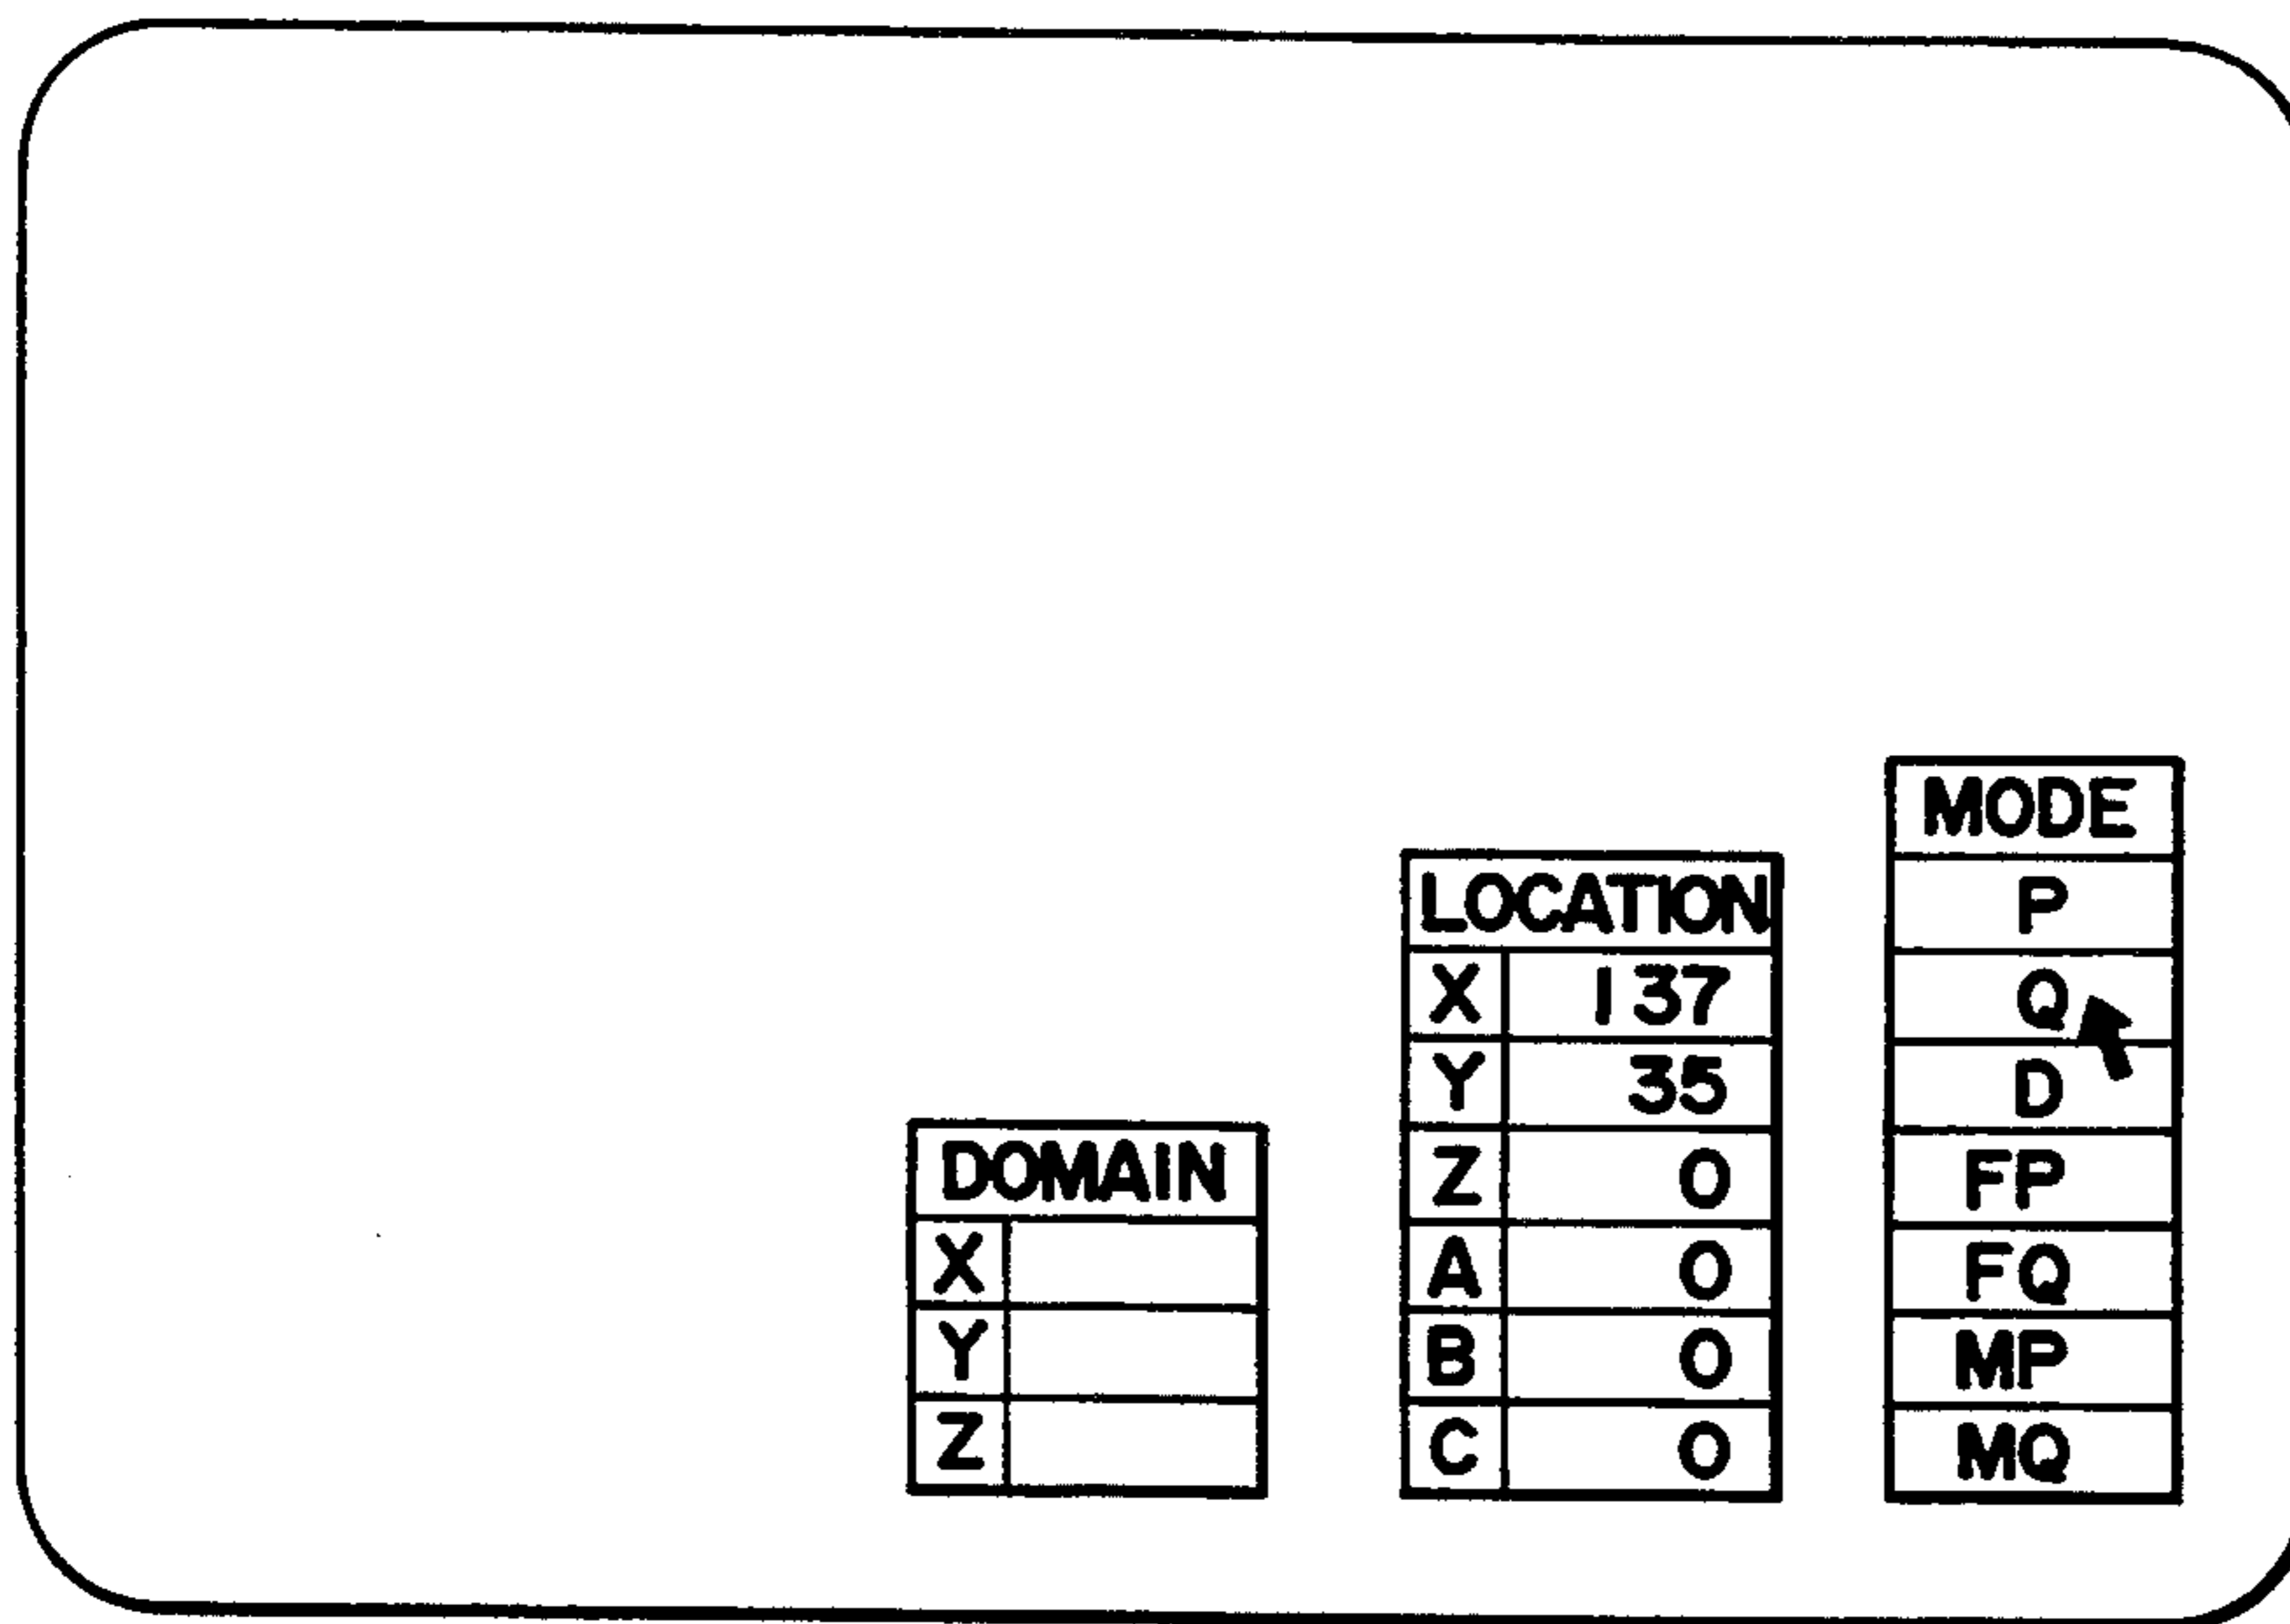 DOMAIN
X
Y
Z
LOCATION
X 137
Y 35
Z 0
A 0
B 0
C 0
MODE
P
Q
D
FP
FQ
MP
MQ